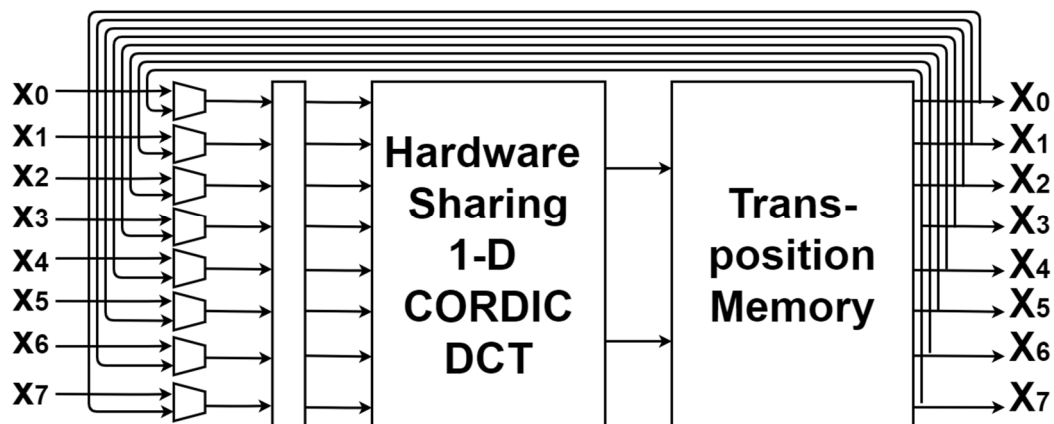 x0
x1
x2
x3
x4
x5
x6
x7
Hardware
Sharing
1-D
CORDIC
DCT
Trans-
position
Memory
X0
X1
X2
X3
X4
X5
X6
X7